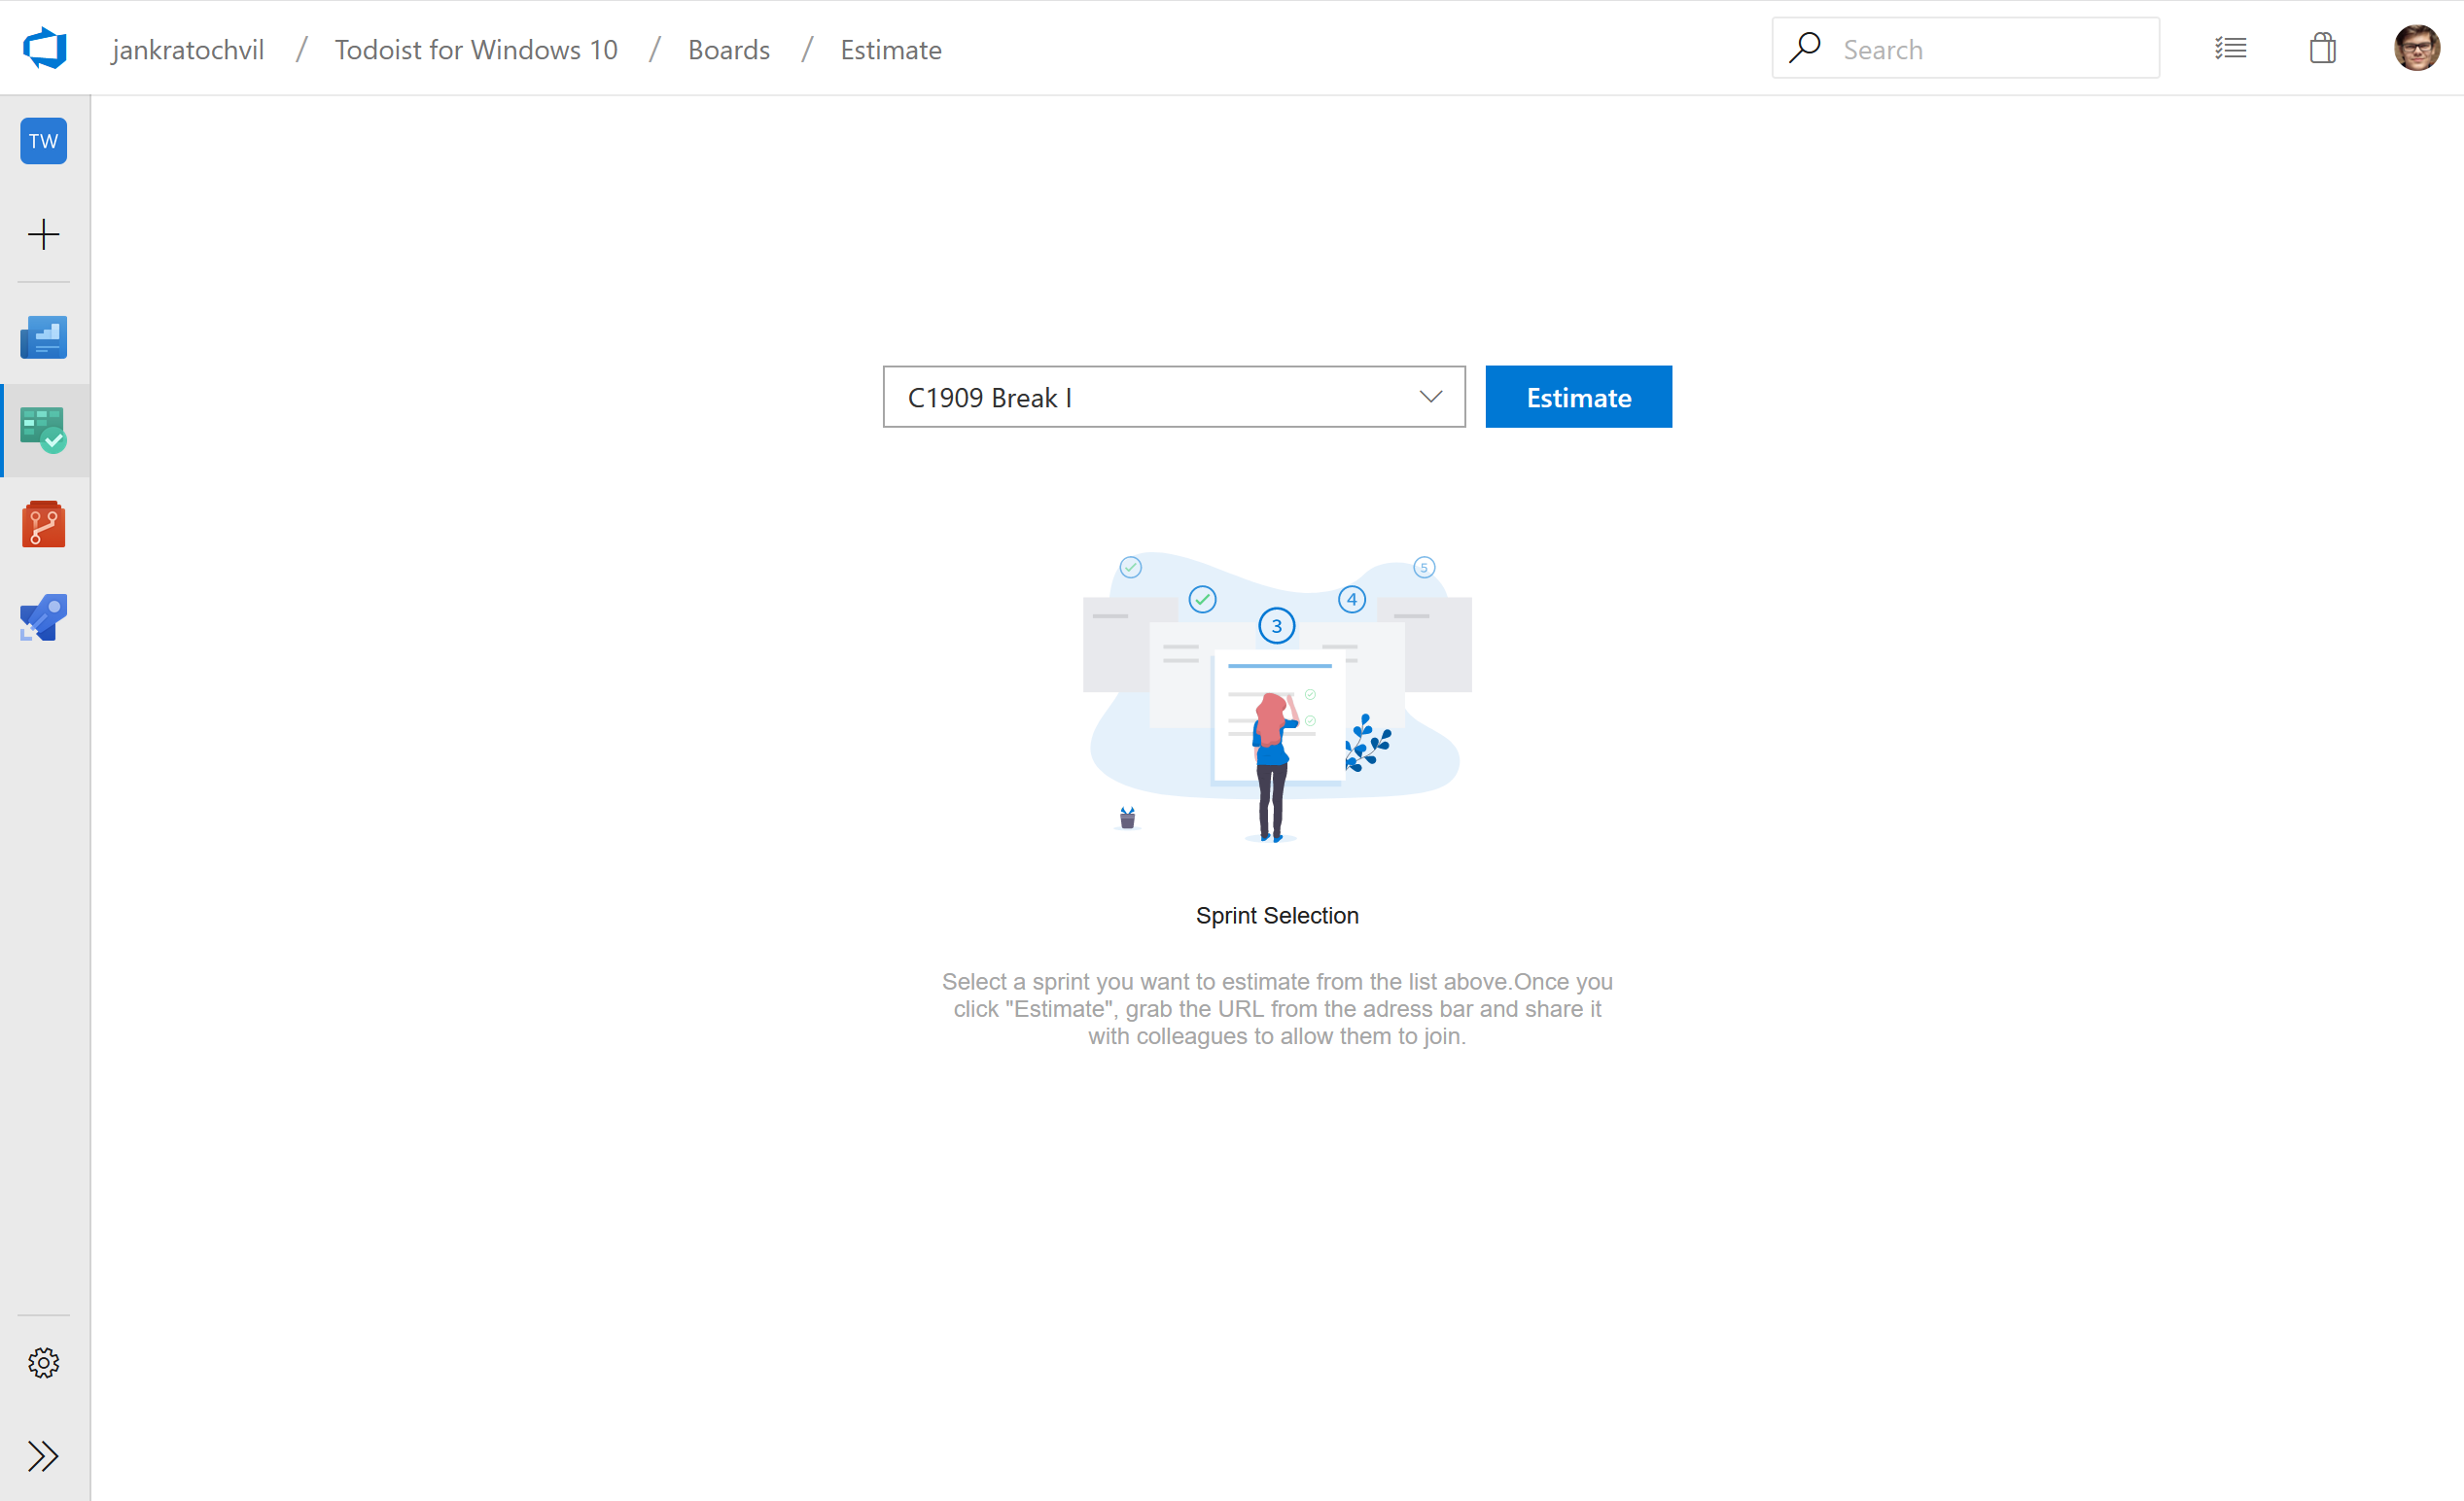 jankratochvil / Todoist for Windows 10 / Boards / Estimate
Search
TW
C1909 Break I
Estimate
5
4
3
Sprint Selection
Select a sprint you want to estimate from the list above.Once you
click "Estimate", grab the URL from the adress bar and share it
with colleagues to allow them to join.